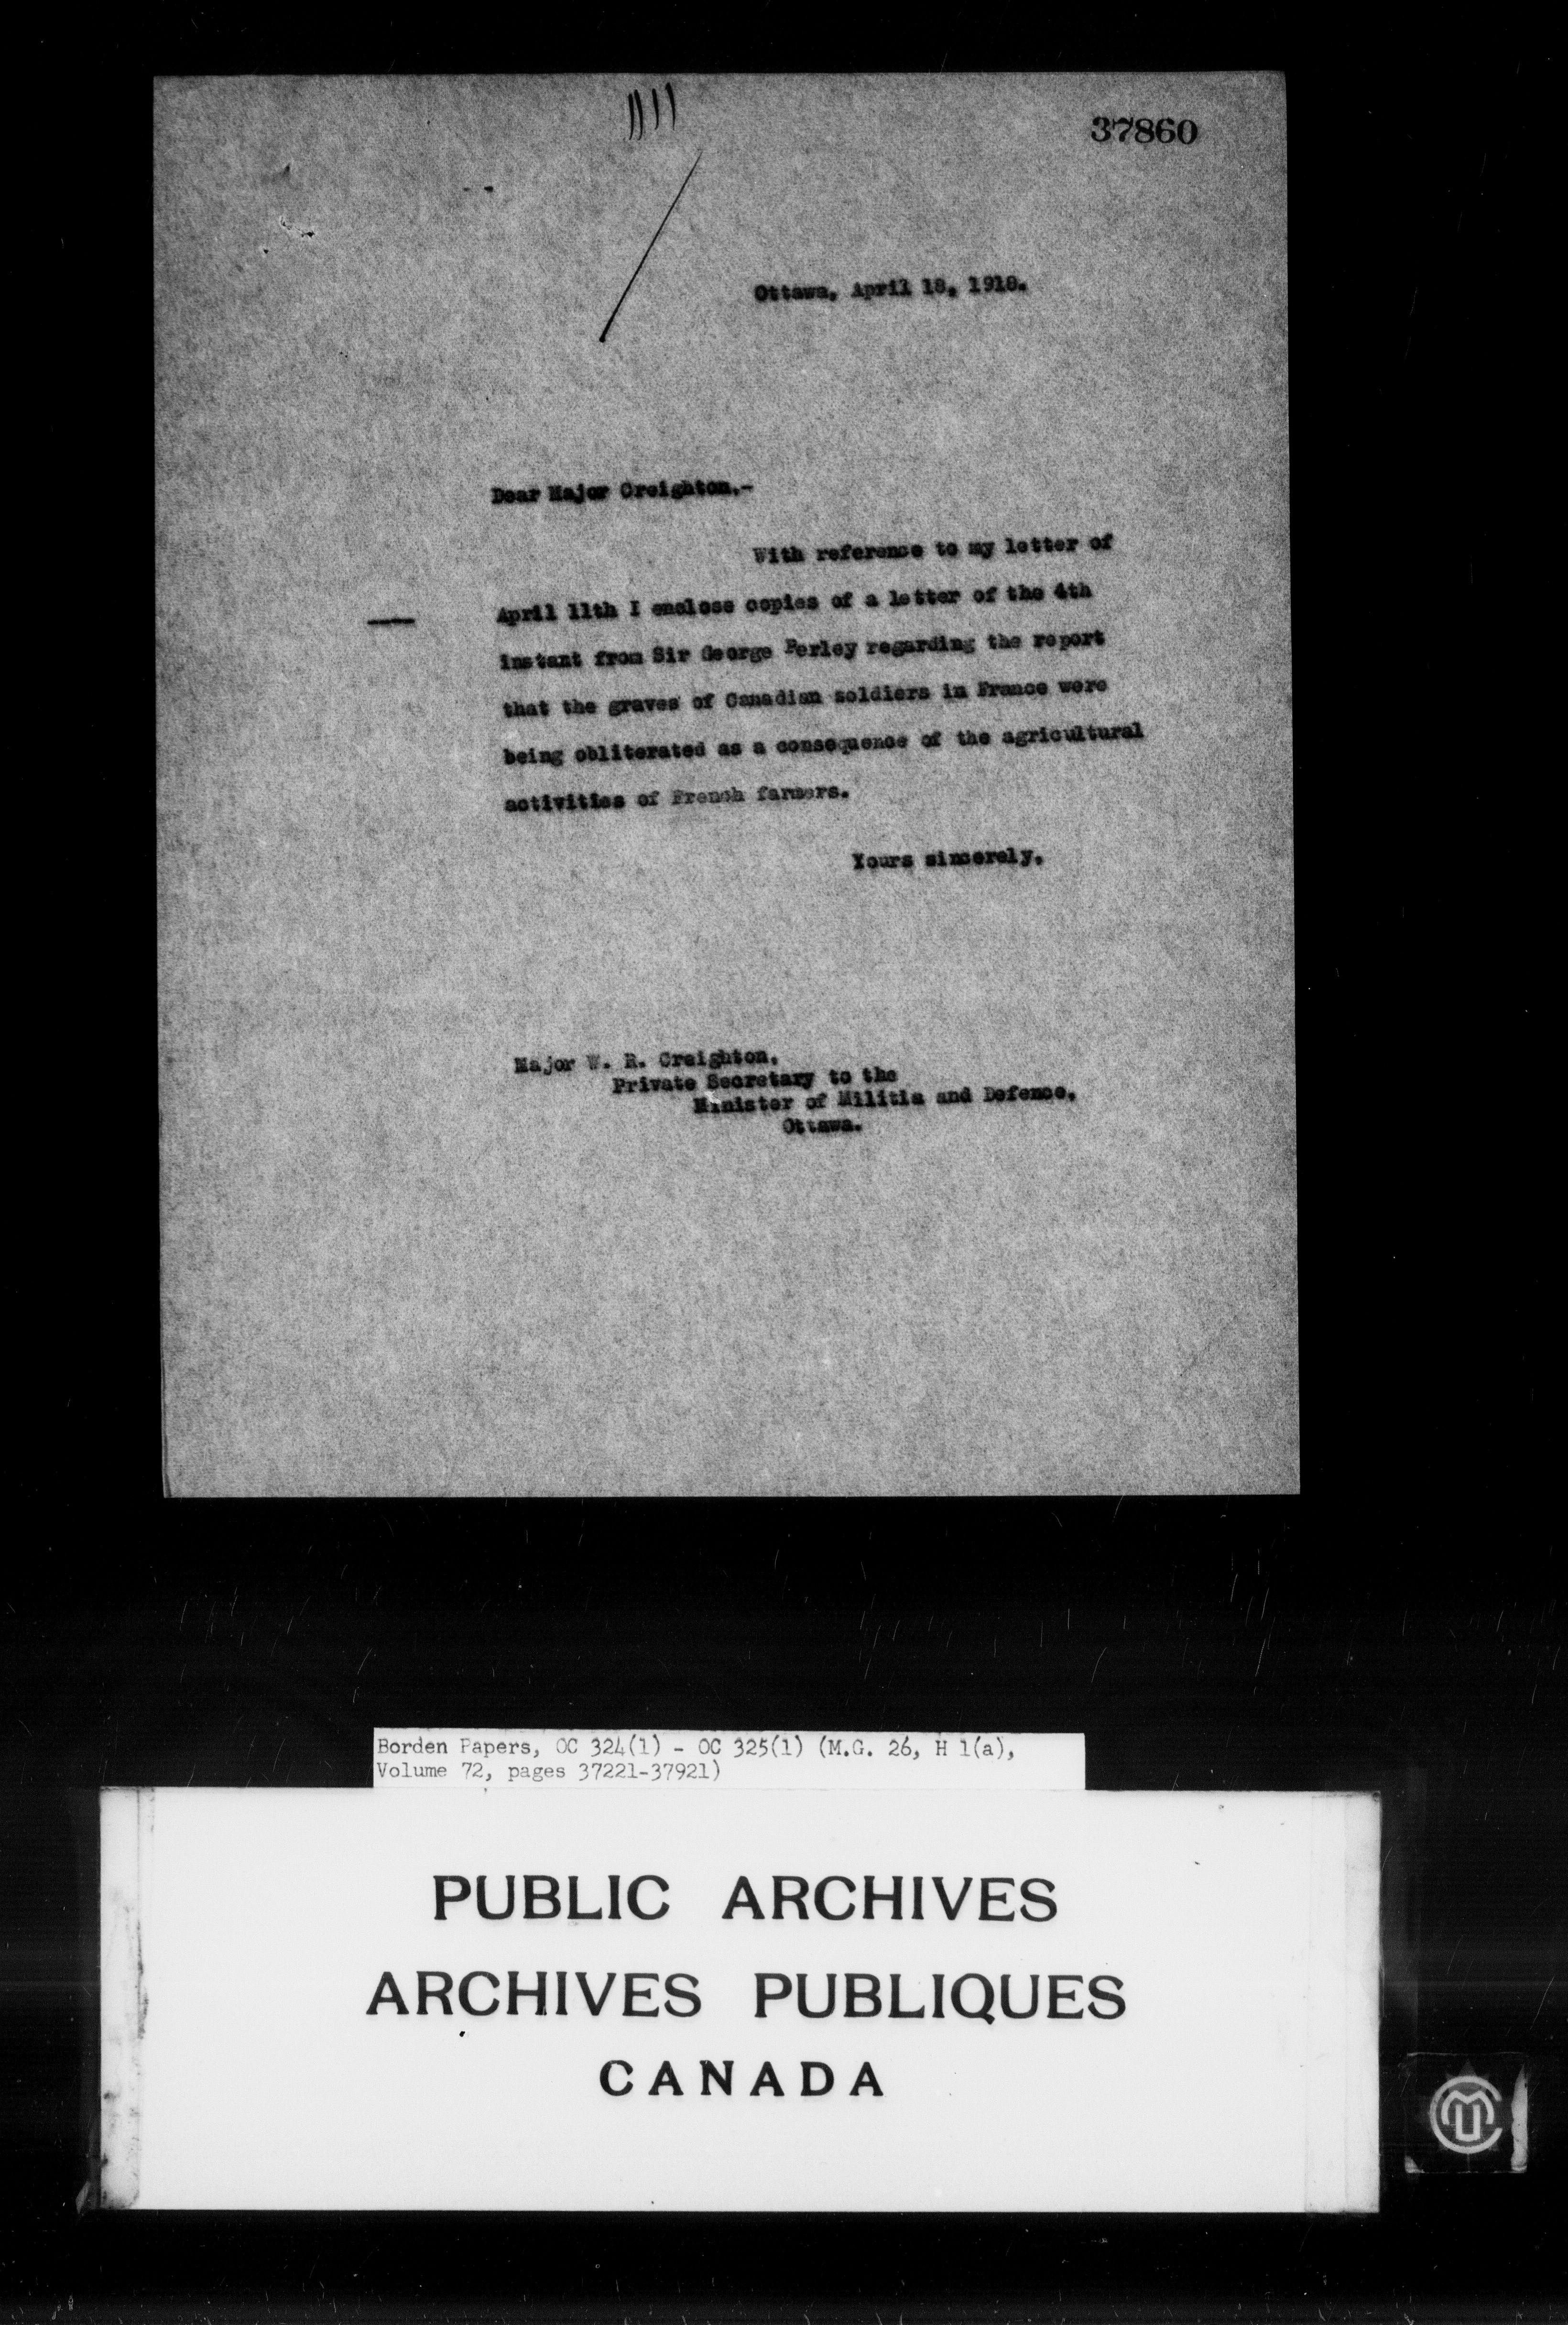 37860
Ottawa, April 18, 1918.
Dear Major Creighton,-
With reference to my letter of
April 11th I enclose copies of a letter of the 4th
instant from Sir George Perley regarding the report
that the graves of Canadian soldiers in France were
being obliterated as a consequence of the agricultural
activities of French farmers.
Yours sincerely,
Major W. R. Creighton,
Private Secretary to the
Minister of Militia and Defence,
Ottawa.
Borden Papers, OC 324(1) - OC 325(1) (M.G. 26, H 1(a),
Volume 72, pages 37221-37921)
PUBLIC ARCHIVES
ARCHIVES PUBLIQUES
CANADA